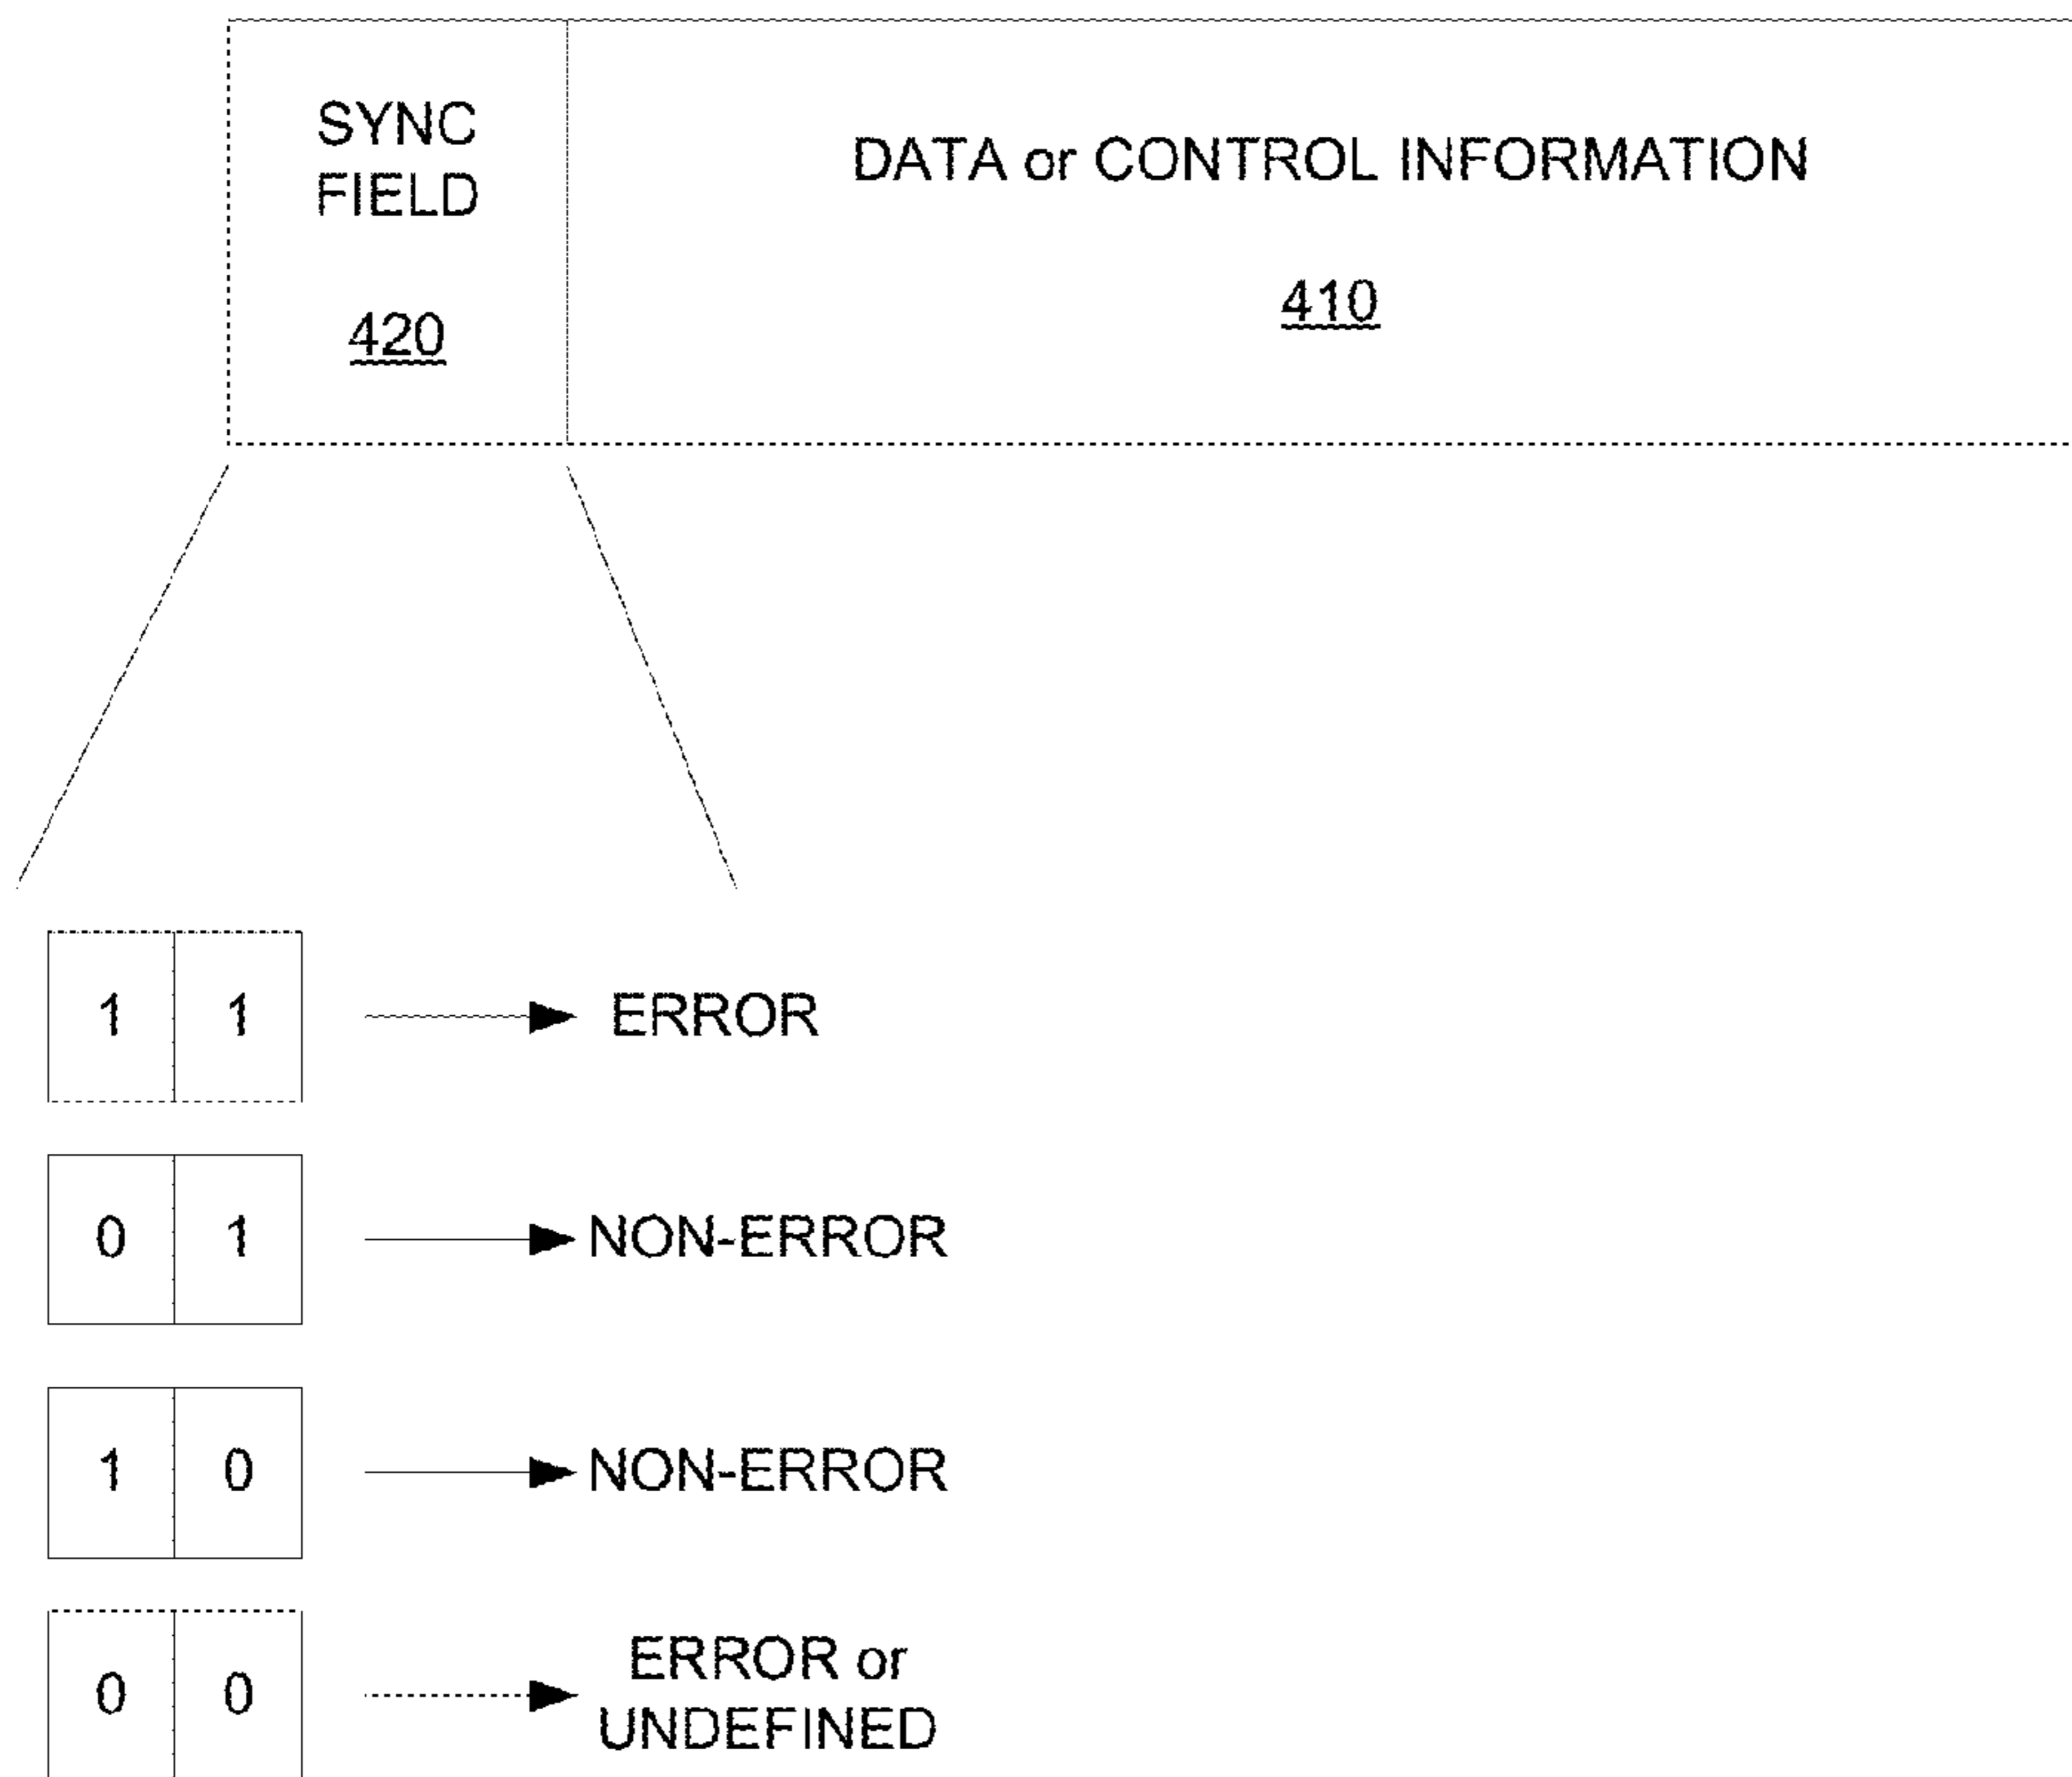 SYNC
FIELD
420
DATA or CONTROL INFORMATION
410
1 1 ERROR
0 1 NON-ERROR
1 0 NON-ERROR
0 0 ERROR or
UNDEFINED